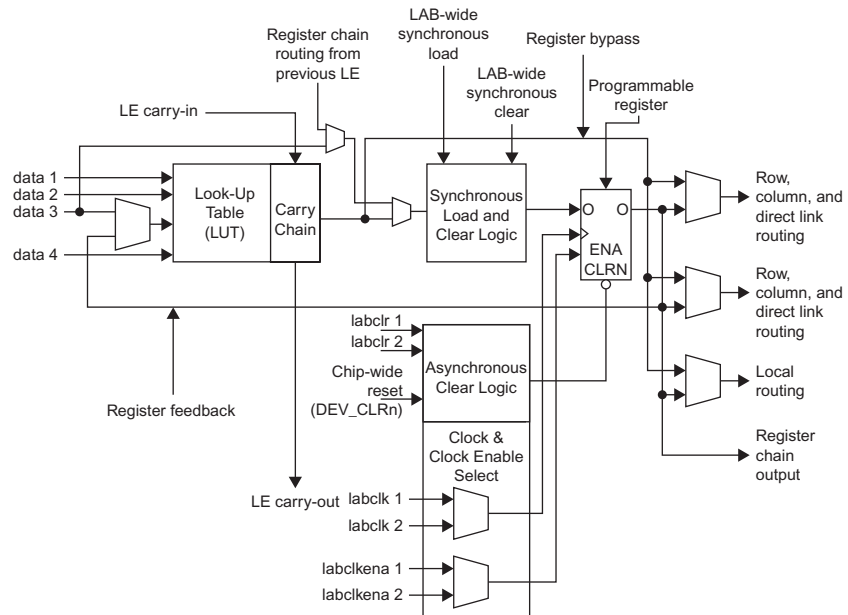 LAB-wide
synchronous
load
Register chain
routing from
previous LE
Register bypass
LAB-wide
synchronous
clear
Programmable
register
LE carry-in
data 1
data 2
data 3
data 4
Look-Up
Table
(LUT)
Carry
Chain
Synchronous
Load and
Clear Logic
O O
ENA
CLRN
Row,
column, and
direct link
routing
Row,
column, and
direct link
routing
labclr 1
labclr 2
Chip-wide
reset
(DEV_CLRn)
Asynchronous
Clear Logic
Local
routing
Register feedback
Clock &
Clock Enable
Select
Register
chain
output
LE carry-out
labclk 1
labclk 2
labclkena 1
labclkena 2